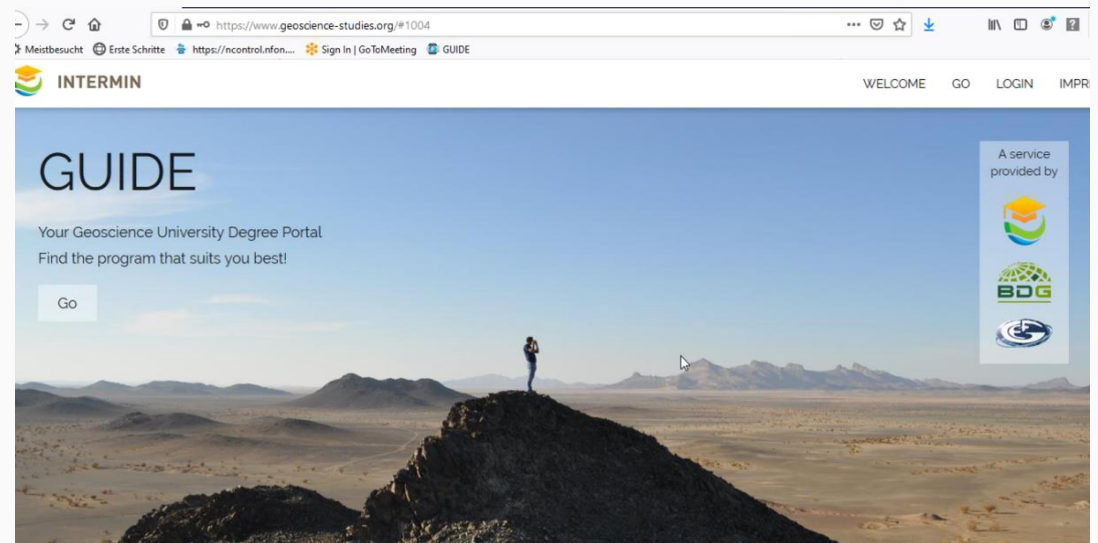 https://www.geoscience-studies.org/#1004
Meistbesucht Erste Schritte https://ncontrol.nfon.... Sign In | GoToMeeting GUIDE
INTERMIN WELCOME GO LOGIN IMPR
GUIDE
Your Geoscience University Degree Portal
Find the program that suits you best!
Go
A service
provided by
BDG